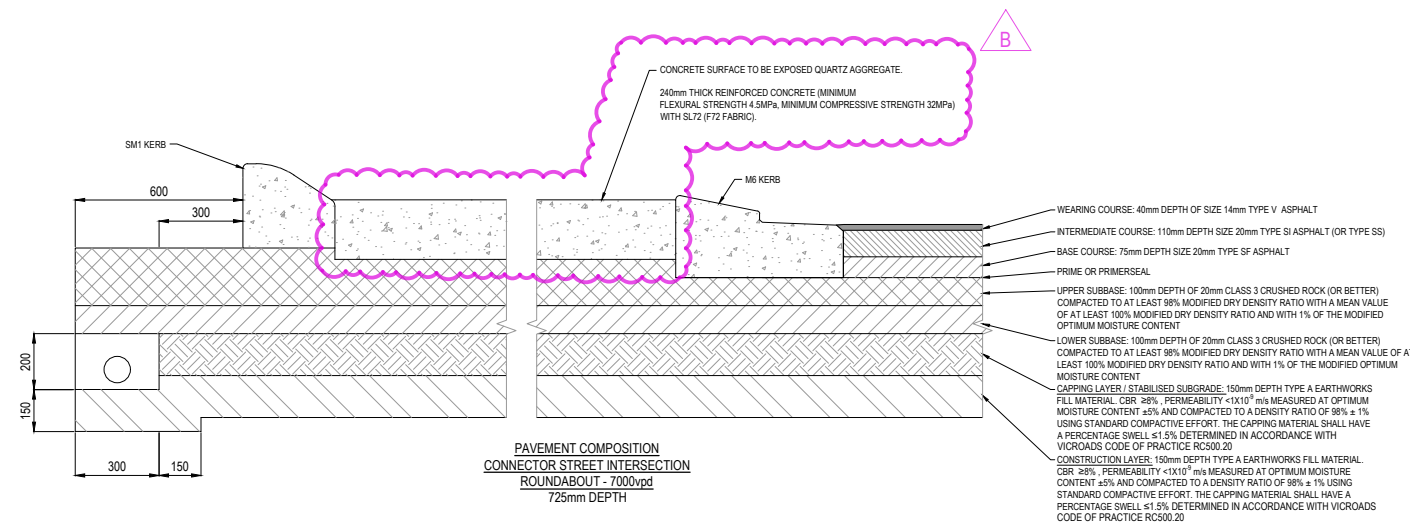 B
CONCRETE SURFACE TO BE EXPOSED QUARTZ AGGREGATE.
240mm THICK REINFORCED CONCRETE (MINIMUM
FLEXURAL STRENGTH 4.5MPa, MINIMUM COMPRESSIVE STRENGTH 32MPa)
WITH SL72 (F72 FABRIC).
SM1 KERB
M6 KERB
600
300
200
150
300
150
WEARING COURSE: 40mm DEPTH OF SIZE 14mm TYPE V ASPHALT
INTERMEDIATE COURSE: 110mm DEPTH SIZE 20mm TYPE SI ASPHALT (OR TYPE SS)
BASE COURSE: 75mm DEPTH SIZE 20mm TYPE SF ASPHALT
PRIME OR PRIMERSEAL
UPPER SUBBASE: 100mm DEPTH OF 20mm CLASS 3 CRUSHED ROCK (OR BETTER)
COMPACTED TO AT LEAST 98% MODIFIED DRY DENSITY RATIO WITH A MEAN VALUE
OF AT LEAST 100% MODIFIED DRY DENSITY RATIO AND WITH 1% OF THE MODIFIED
OPTIMUM MOISTURE CONTENT
LOWER SUBBASE: 100mm DEPTH OF 20mm CLASS 3 CRUSHED ROCK (OR BETTER)
COMPACTED TO AT LEAST 98% MODIFIED DRY DENSITY RATIO WITH A MEAN VALUE OF A
LEAST 100% MODIFIED DRY DENSITY RATIO AND WITH 1% OF THE MODIFIED OPTIMUM
MOISTURE CONTENT
CAPPING LAYER / STABILISED SUBGRADE: 150mm DEPTH TYPE A EARTHWORKS
FILL MATERIAL. CBR ≥8% , PERMEABILITY <1X10⁻⁹ m/s MEASURED AT OPTIMUM
MOISTURE CONTENT ±5% AND COMPACTED TO A DENSITY RATIO OF 98% ± 1%
USING STANDARD COMPACTIVE EFFORT. THE CAPPING MATERIAL SHALL HAVE
A PERCENTAGE SWELL ≤1.5% DETERMINED IN ACCORDANCE WITH
VICROADS CODE OF PRACTICE RC500.20
CONSTRUCTION LAYER: 150mm DEPTH TYPE A EARTHWORKS FILL MATERIAL.
CBR ≥8% , PERMEABILITY <1X10⁻⁹ m/s MEASURED AT OPTIMUM MOISTURE
CONTENT ±5% AND COMPACTED TO A DENSITY RATIO OF 98% ± 1% USING
STANDARD COMPACTIVE EFFORT. THE CAPPING MATERIAL SHALL HAVE A
PERCENTAGE SWELL ≤1.5% DETERMINED IN ACCORDANCE WITH VICROADS
CODE OF PRACTICE RC500.20
PAVEMENT COMPOSITION
CONNECTOR STREET INTERSECTION
ROUNDABOUT - 7000vpd
725mm DEPTH